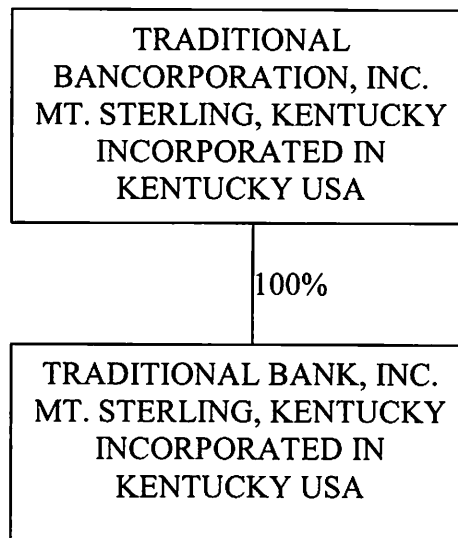 TRADITIONAL
BANCORPORATION, INC.
MT. STERLING, KENTUCKY
INCORPORATED IN
KENTUCKY USA
100%
TRADITIONAL BANK, INC.
MT. STERLING, KENTUCKY
INCORPORATED IN
KENTUCKY USA